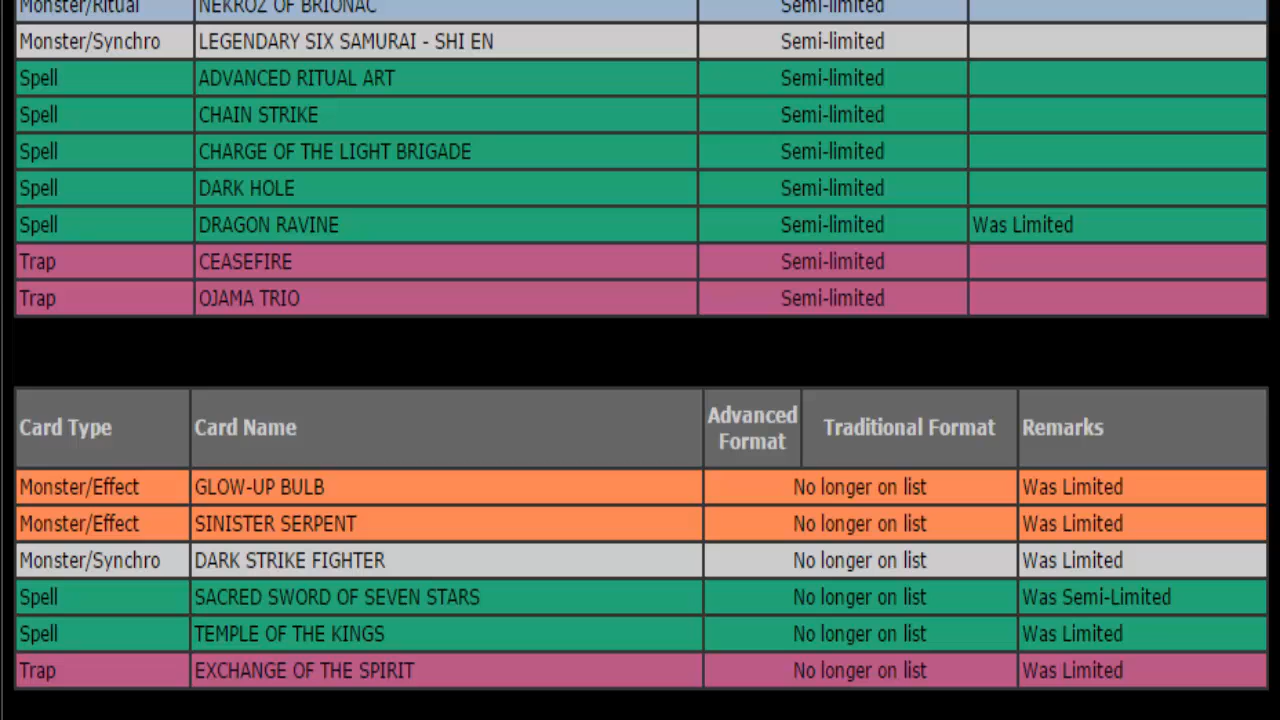 Monster/Ritual NEKROZ OF BRIONAC Semi-limited
Monster/Synchro LEGENDARY SIX SAMURAI - SHI EN Semi-limited
Spell ADVANCED RITUAL ART Semi-limited
Spell CHAIN STRIKE Semi-limited
Spell CHARGE OF THE LIGHT BRIGADE Semi-limited
Spell DARK HOLE Semi-limited
Spell DRAGON RAVINE Semi-limited Was Limited
Trap CEASEFIRE Semi-limited
Trap OJAMA TRIO Semi-limited
Card Type Card Name Advanced Format Traditional Format Remarks
Monster/Effect GLOW-UP BULB No longer on list Was Limited
Monster/Effect SINISTER SERPENT No longer on list Was Limited
Monster/Synchro DARK STRIKE FIGHTER No longer on list Was Limited
Spell SACRED SWORD OF SEVEN STARS No longer on list Was Semi-Limited
Spell TEMPLE OF THE KINGS No longer on list Was Limited
Trap EXCHANGE OF THE SPIRIT No longer on list Was Limited